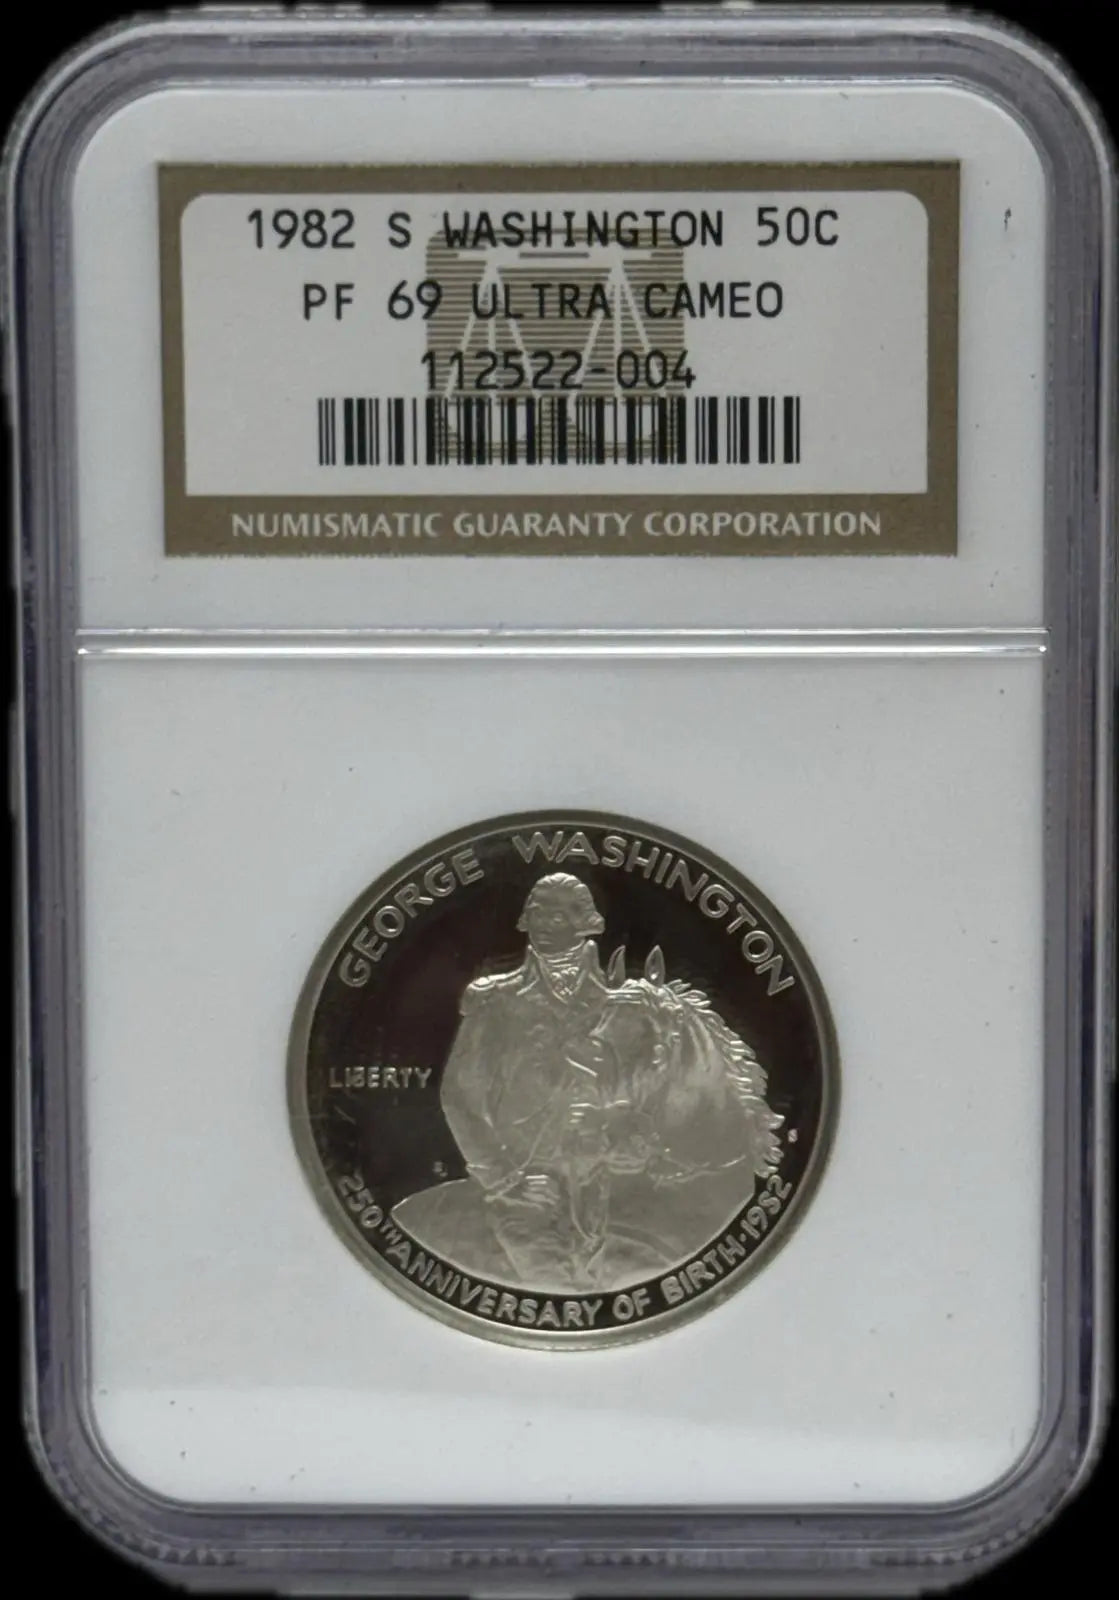 1982 S WASHINGTON 50C
PF 69 ULTRA CAMEO
112522-004
NUMISMATIC GUARANTY CORPORATION
GEORGE WASHINGTON
LIBERTY
S
250TH ANNIVERSARY OF BIRTH·1982